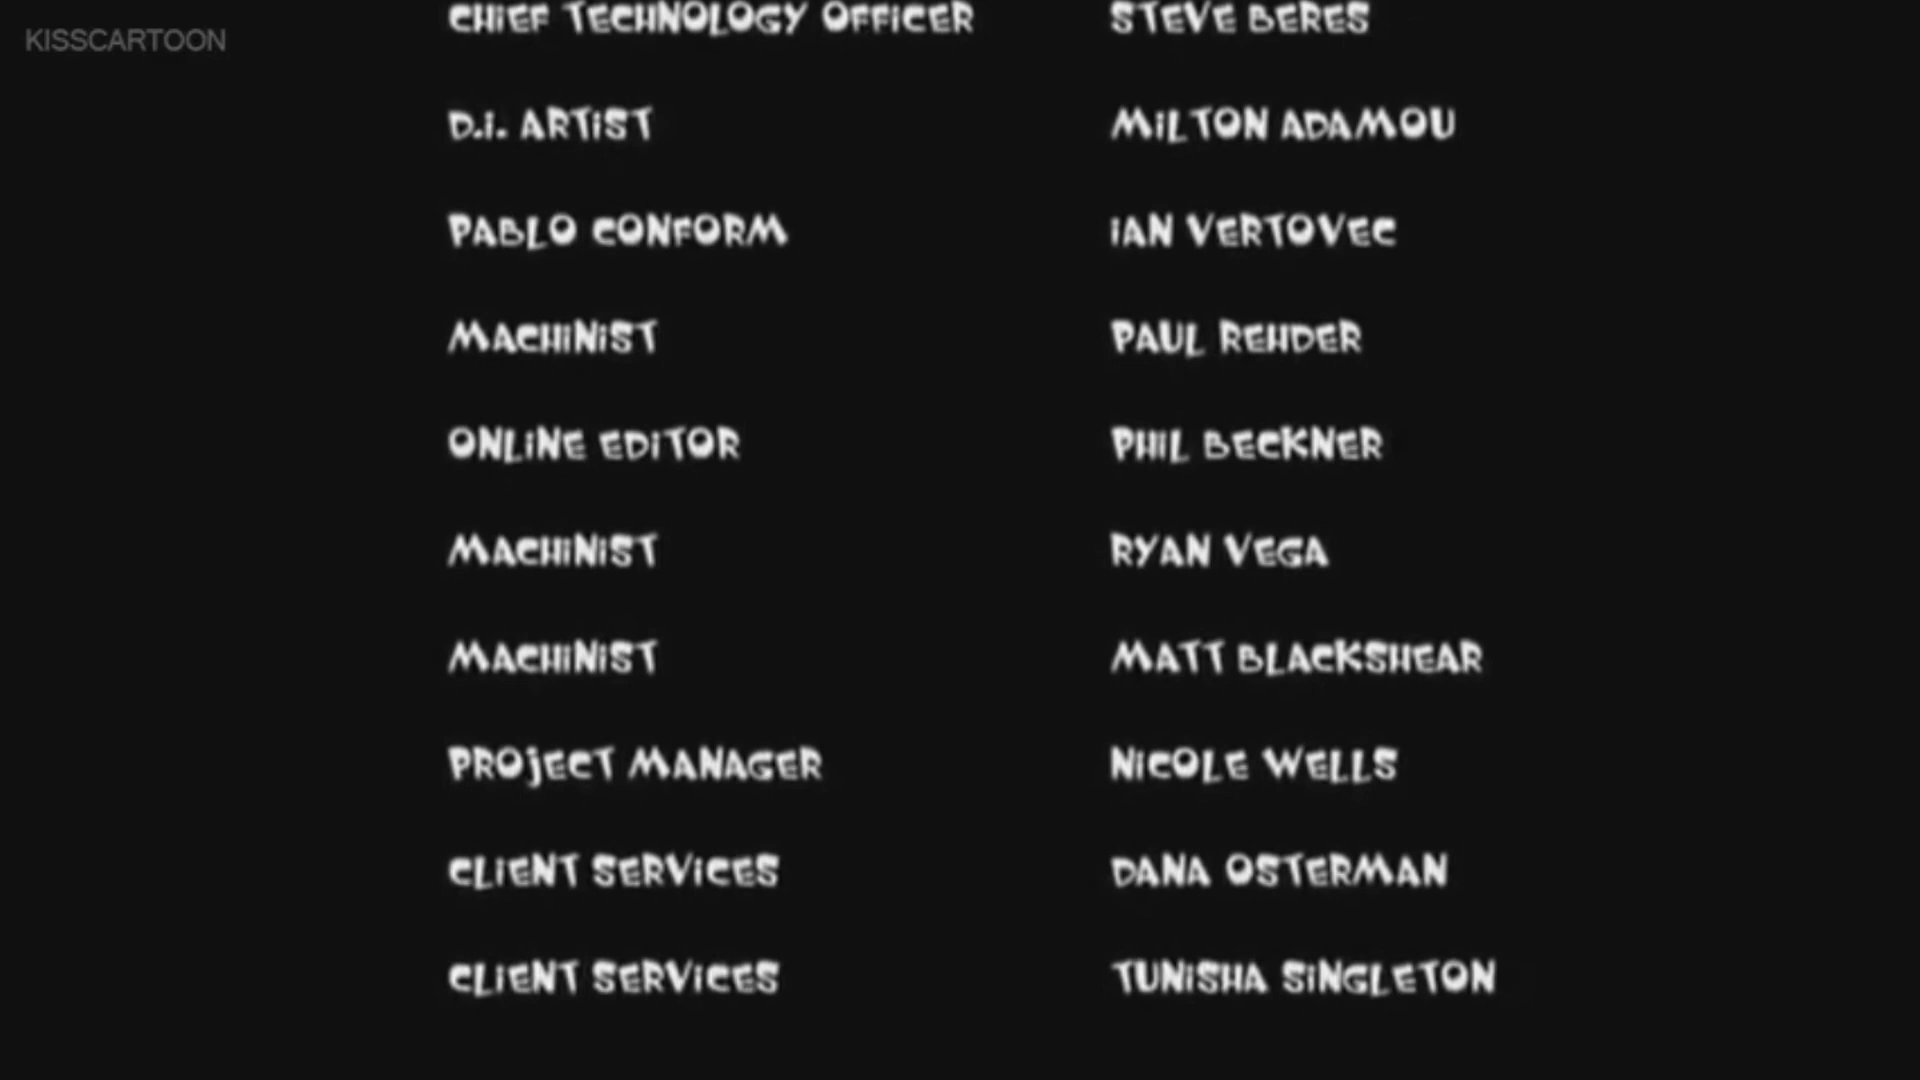 KISSCARTOON
CHiEF TECHNOLOGY OFFiCER STEVE BERES
D.i. ARTiST MiLTON ADAMOU
PABLO CONFORM iAN VERTOVEC
MACHiNiST PAUL REHDER
ONLiNE EDiTOR PHiL BECKNER
MACHiNiST RYAN VEGA
MACHiNiST MATT BLACKSHEAR
PROjECT MANAGER NiCOLE WELLS
CLiENT SERViCES DANA OSTERMAN
CLiENT SERViCES TUNiSHA SiNGLETON